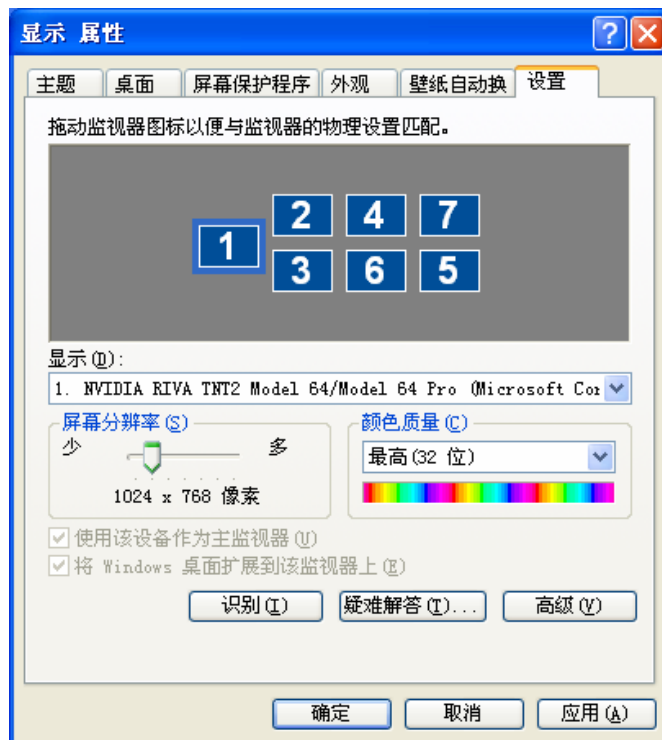 显示 属性
主题 桌面 屏幕保护程序 外观 壁纸自动换 设置
拖动监视器图标以便与监视器的物理设置匹配。
2 4 7
1
3 6 5
显示(D):
1. NVIDIA RIVA TNT2 Model 64/Model 64 Pro (Microsoft Cor
屏幕分辨率(S) 颜色质量(C)
少 多 最高(32 位)
1024 x 768 像素
使用该设备作为主监视器(U)
将 Windows 桌面扩展到该监视器上(E)
识别(I) 疑难解答(T)... 高级(V)
确定 取消 应用(A)